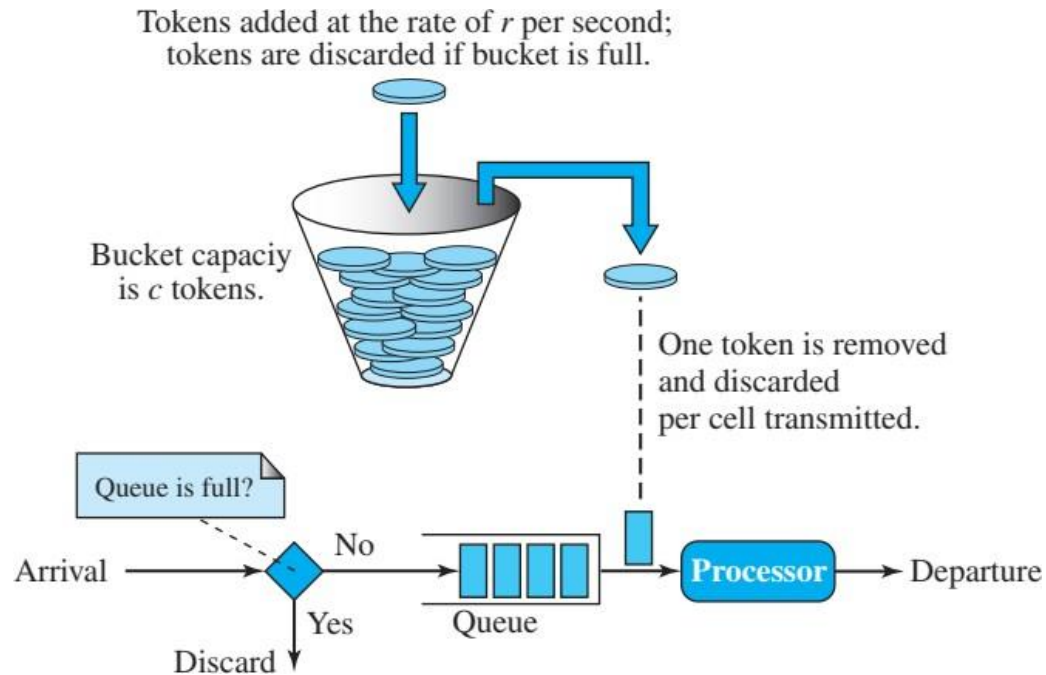 Tokens added at the rate of r per second;
tokens are discarded if bucket is full.
Bucket capaciy
is c tokens.
One token is removed
and discarded
per cell transmitted.
Queue is full?
Arrival
No
Yes
Discard
Queue
Processor
Departure